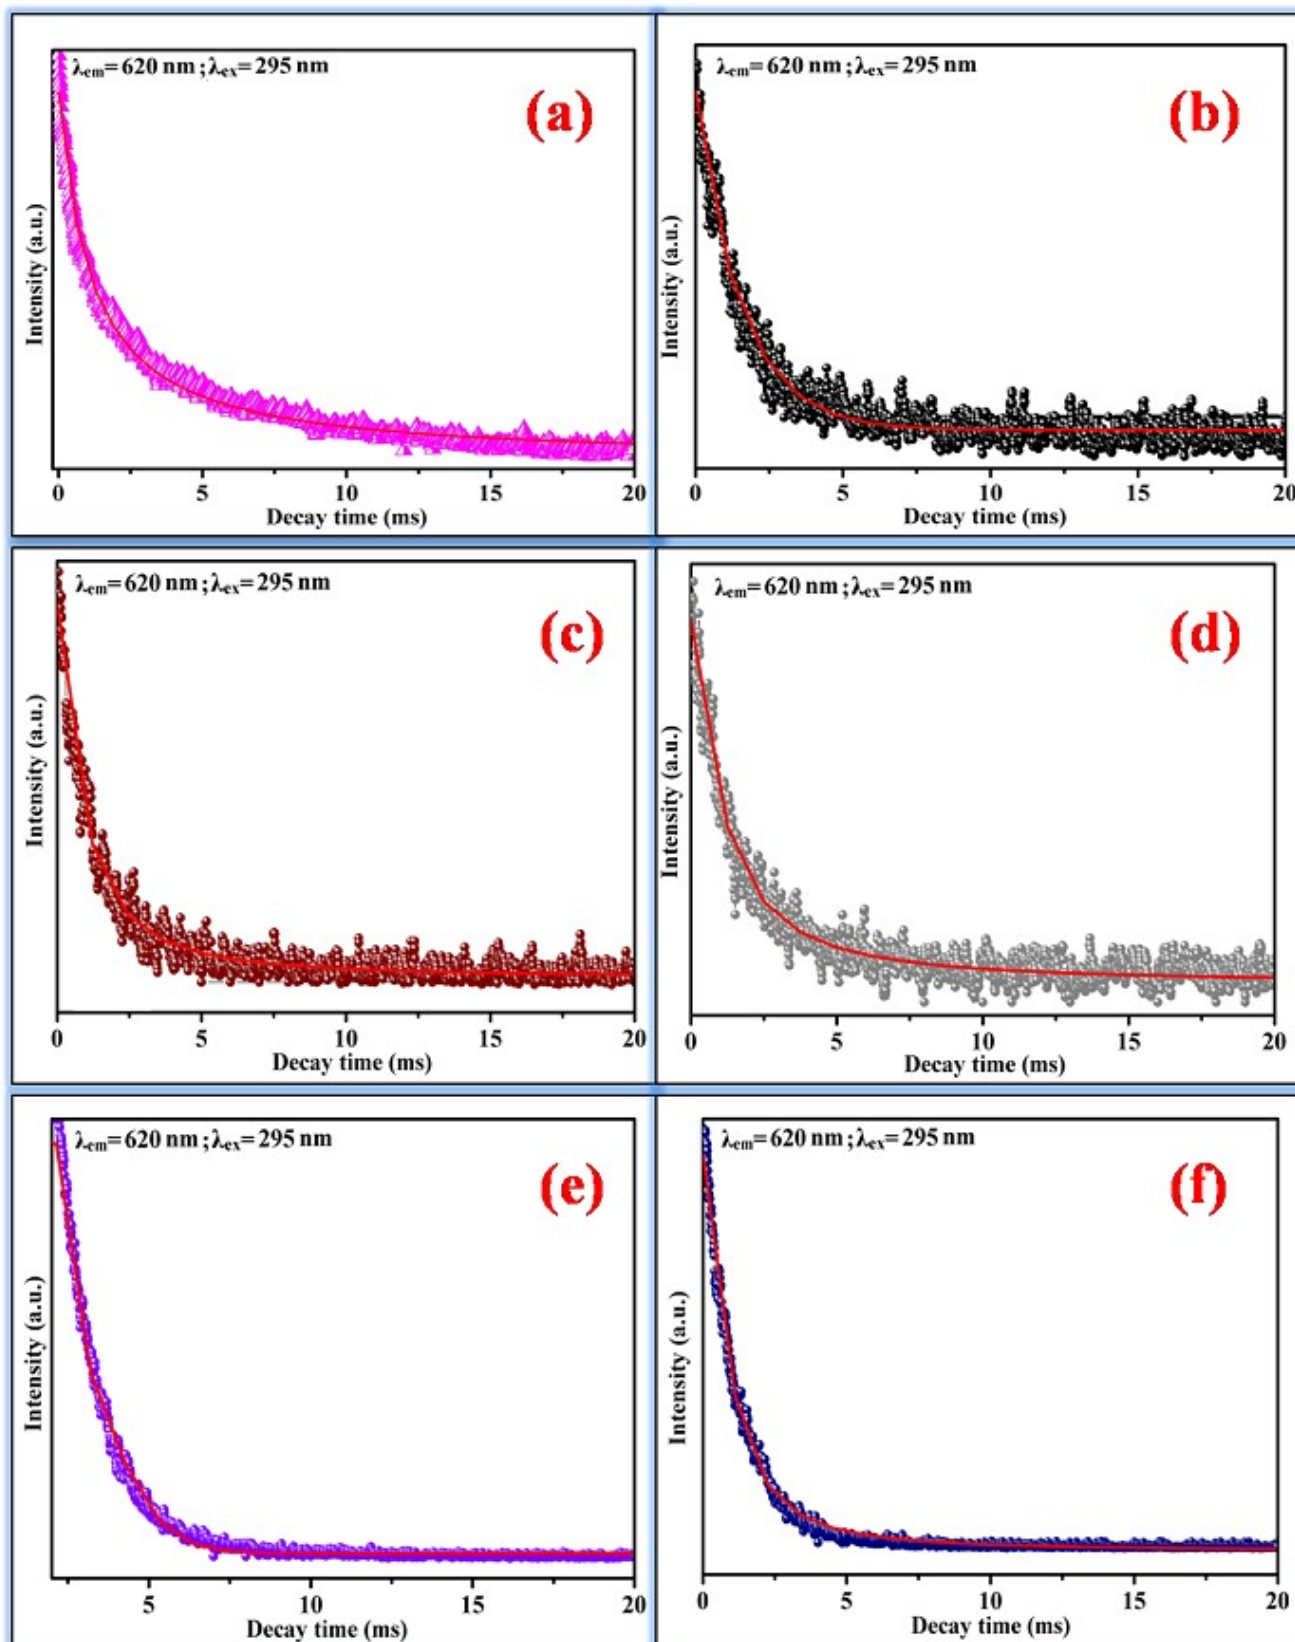 λem= 620 nm ; λex= 295 nm
(a)
Intensity (a.u.)
0 5 10 15 20
Decay time (ms)
λem= 620 nm ; λex= 295 nm
(b)
Intensity (a.u.)
0 5 10 15 20
Decay time (ms)
λem= 620 nm ; λex= 295 nm
(c)
Intensity (a.u.)
0 5 10 15 20
Decay time (ms)
λem= 620 nm ; λex= 295 nm
(d)
Intensity (a.u.)
0 5 10 15 20
Decay time (ms)
λem= 620 nm ; λex= 295 nm
(e)
Intensity (a.u.)
5 10 15 20
Decay time (ms)
λem= 620 nm ; λex= 295 nm
(f)
Intensity (a.u.)
0 5 10 15 20
Decay time (ms)